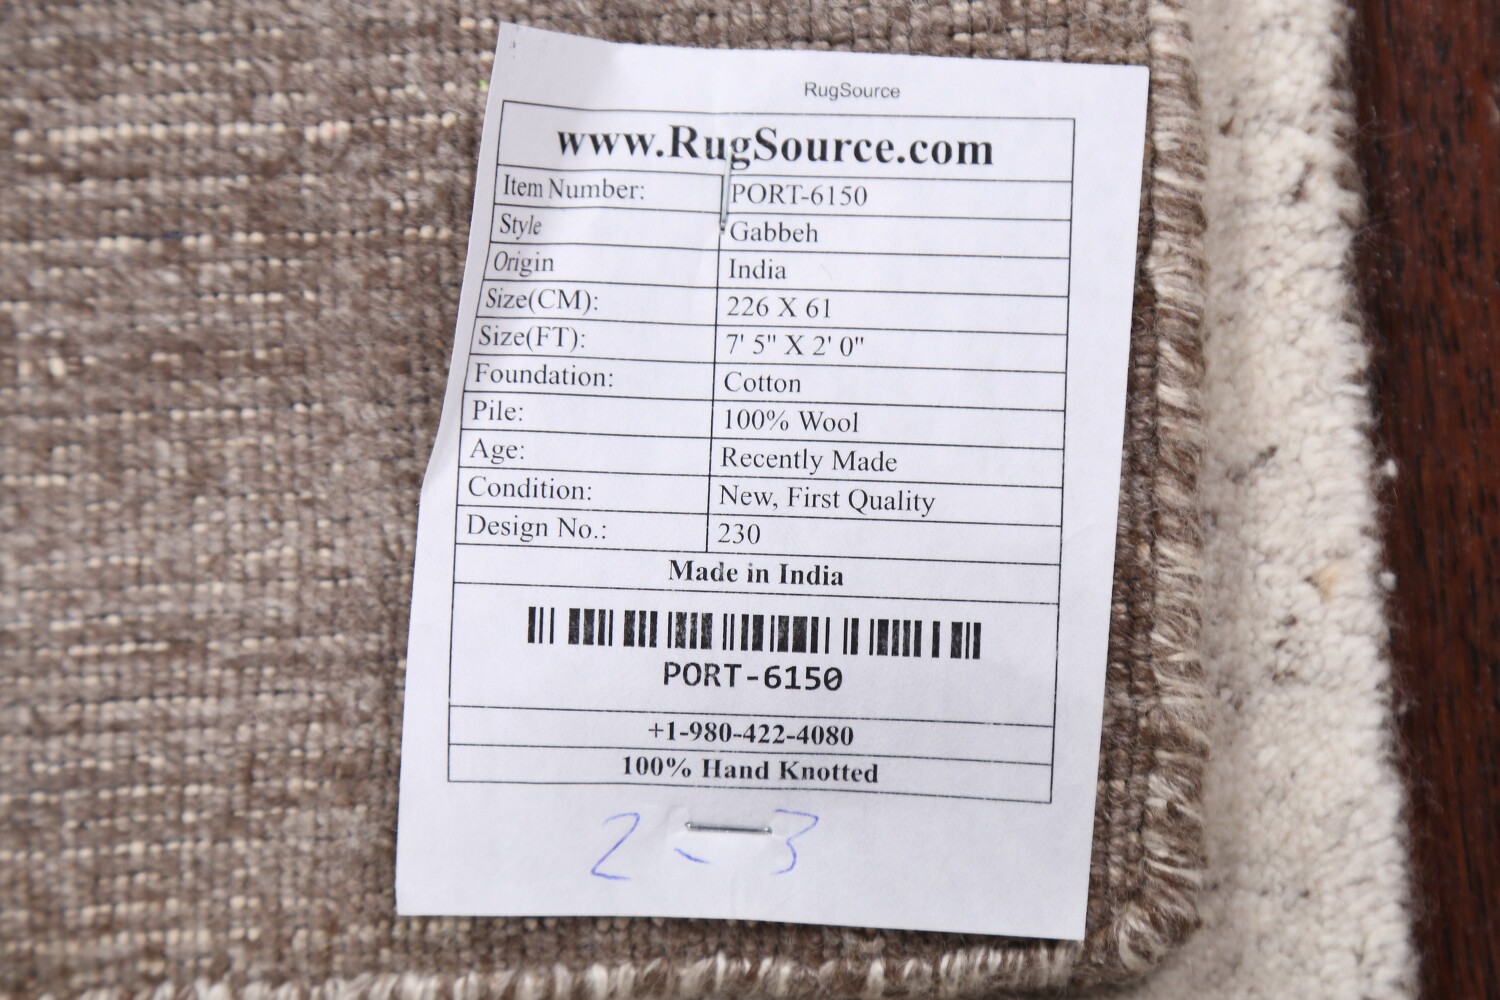 RugSource
www.RugSource.com
Item Number: PORT-6150
Style Gabbeh
Origin India
Size(CM): 226 X 61
Size(FT): 7' 5" X 2' 0"
Foundation: Cotton
Pile: 100% Wool
Age: Recently Made
Condition: New, First Quality
Design No.: 230
Made in India
PORT-6150
+1-980-422-4080
100% Hand Knotted
2 - 3